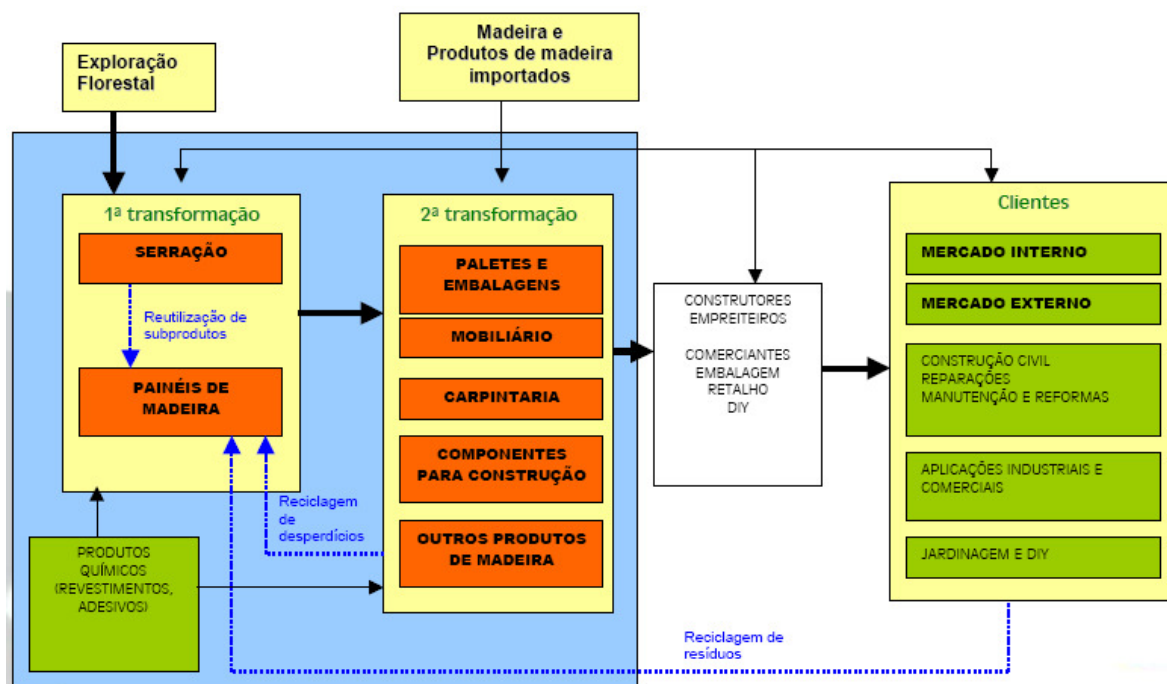 Exploração
Florestal
Madeira e
Produtos de madeira
importados
1ª transformação
SERRAÇÃO
Reutilização de
subprodutos
PAINÉIS DE
MADEIRA
PRODUTOS
QUÍMICOS
(REVESTIMENTOS,
ADESIVOS)
Reciclagem
de
desperdícios
2ª transformação
PALETES E
EMBALAGENS
MOBILIÁRIO
CARPINTARIA
COMPONENTES
PARA CONSTRUÇÃO
OUTROS PRODUTOS
DE MADEIRA
CONSTRUTORES
EMPREITEIROS
COMERCIANTES
EMBALAGEM
RETALHO
DIY
Clientes
MERCADO INTERNO
MERCADO EXTERNO
CONSTRUÇÃO CIVIL
REPARAÇÕES
MANUTENÇÃO E REFORMAS
APLICAÇÕES INDUSTRIAIS E
COMERCIAIS
JARDINAGEM E DIY
Reciclagem de
resíduos